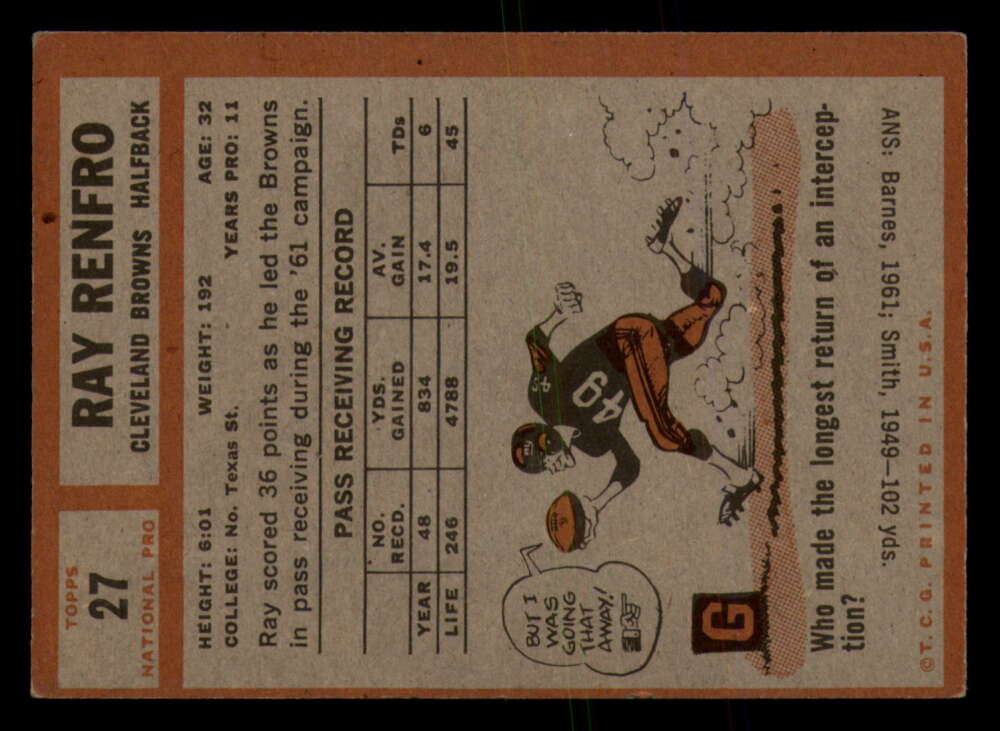 TOPPS
27
NATIONAL PRO
RAY RENFRO
CLEVELAND BROWNS HALFBACK
HEIGHT: 6:01 WEIGHT: 192 AGE: 32
COLLEGE: No. Texas St. YEARS PRO: 11
Ray scored 36 points as he led the Browns
in pass receiving during the '61 campaign.
PASS RECEIVING RECORD
NO. RECD. YDS. GAINED AV. GAIN TDs
YEAR 48 834 17.4 6
LIFE 246 4788 19.5 45
BUT I
WAS
GOING
THAT
AWAY!
49
G
Who made the longest return of an intercep-
tion?
ANS: Barnes, 1961; Smith, 1949—102 yds.
©T. C. G. PRINTED IN U.S.A.